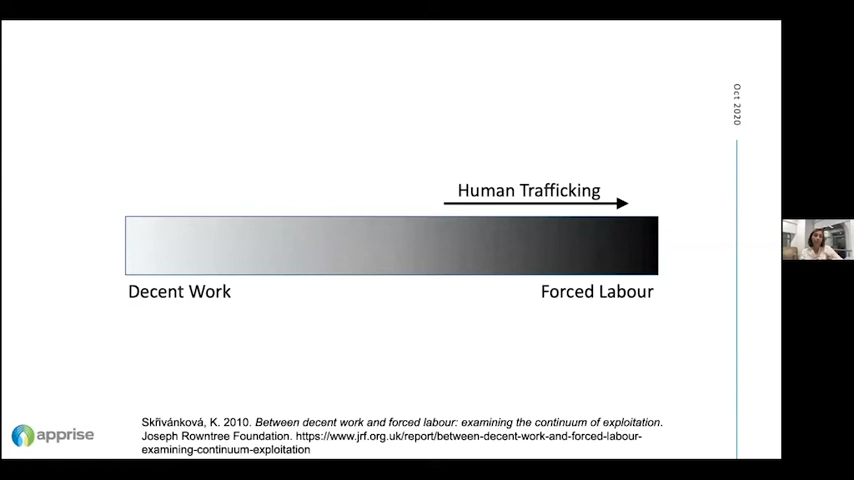 Oct 2020
Human Trafficking
Decent Work
Forced Labour
Skřivánková, K. 2010. Between decent work and forced labour: examining the continuum of exploitation.
Joseph Rowntree Foundation. https://www.jrf.org.uk/report/between-decent-work-and-forced-labour-
examining-continuum-exploitation
apprise